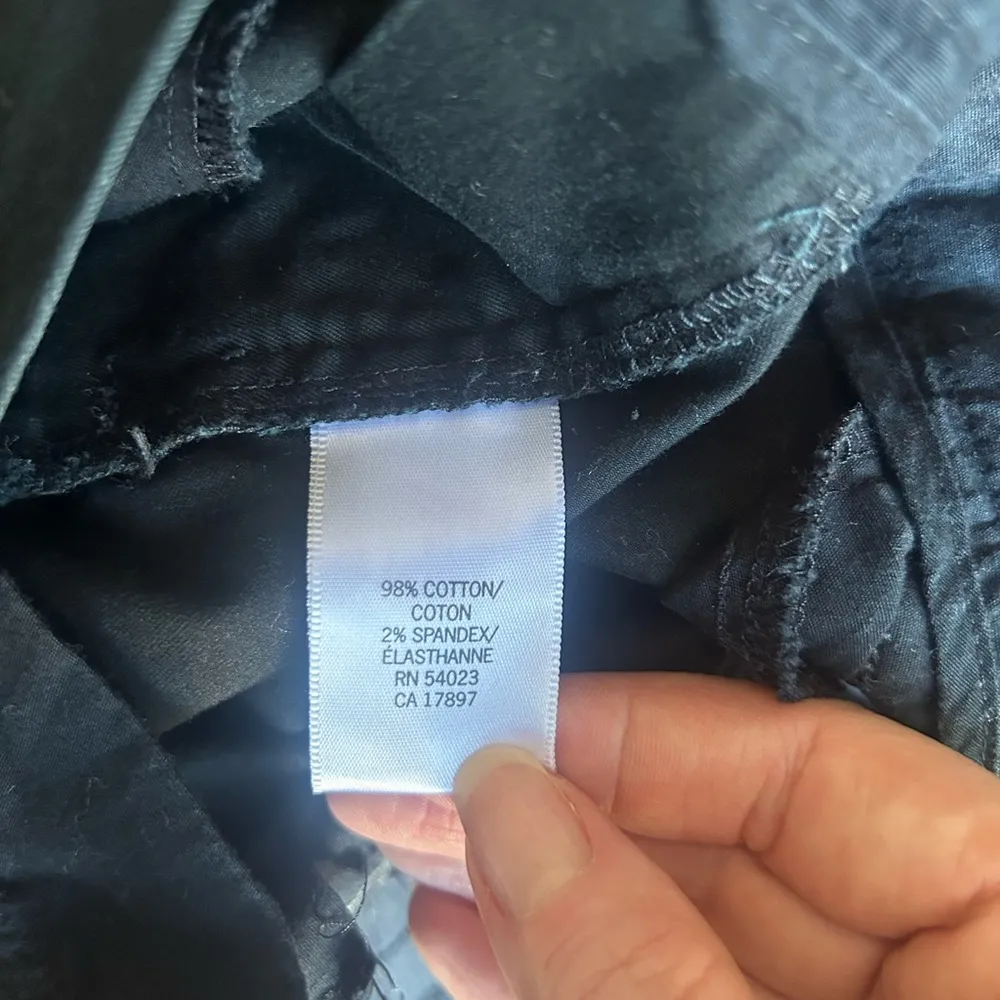 98% COTTON/
COTON
2% SPANDEX/
ÉLASTHANNE
RN 54023
CA 17897